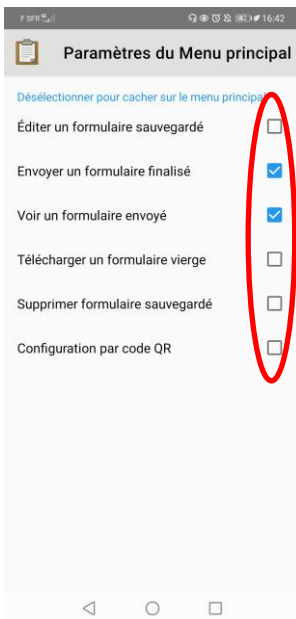 F SFR 16:42
Paramètres du Menu principal
Désélectionner pour cacher sur le menu principal
Éditer un formulaire sauvegardé
Envoyer un formulaire finalisé
Voir un formulaire envoyé
Télécharger un formulaire vierge
Supprimer formulaire sauvegardé
Configuration par code QR